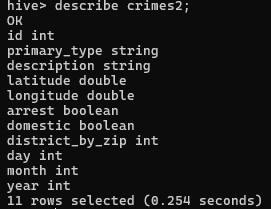 hive> describe crimes2;
OK
id int
primary_type string
description string
latitude double
longitude double
arrest boolean
domestic boolean
district_by_zip int
day int
month int
year int
11 rows selected (0.254 seconds)